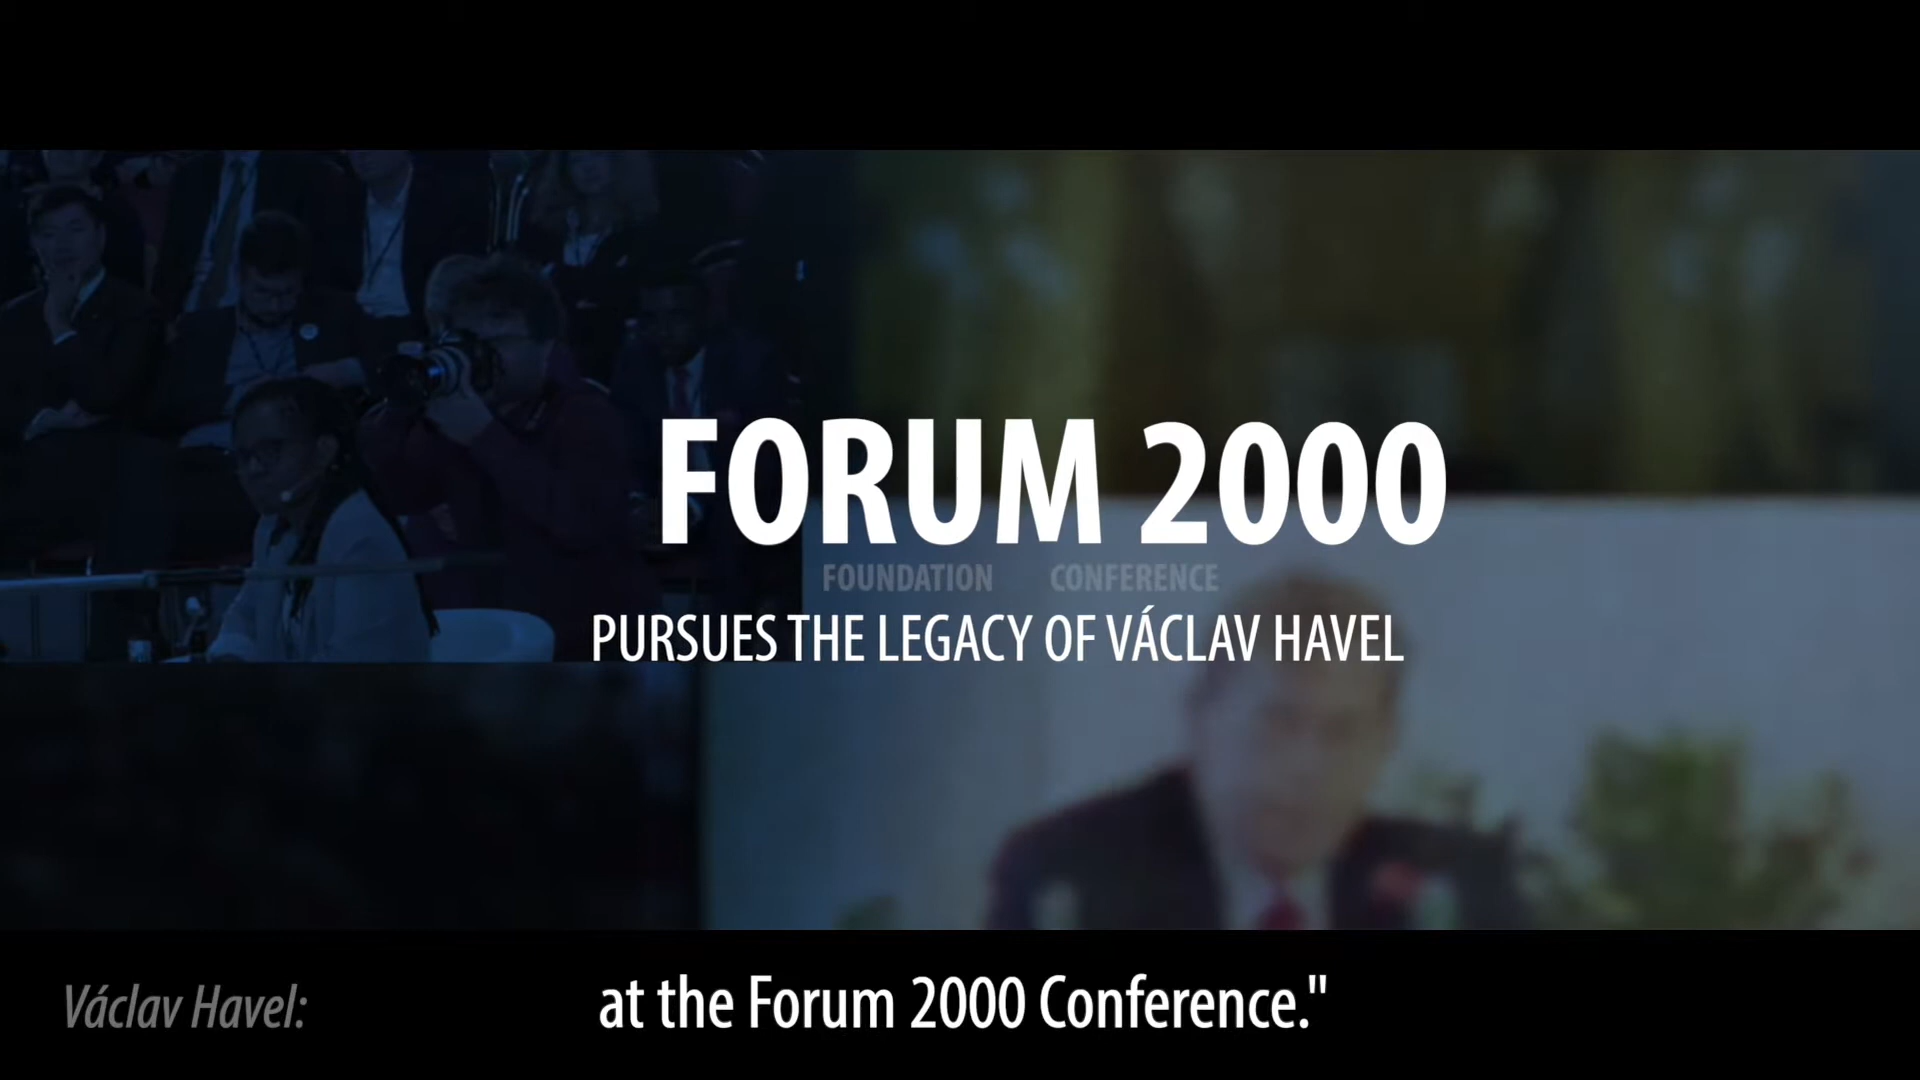 FORUM 2000
FOUNDATION CONFERENCE
PURSUES THE LEGACY OF VÁCLAV HAVEL
Václav Havel: at the Forum 2000 Conference."